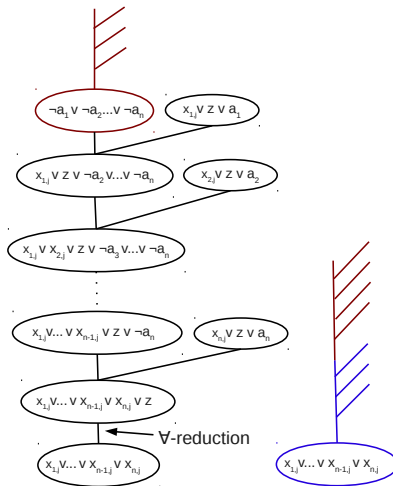 ¬a₁ v ¬a₂...v ¬aₙ
x₁,ⱼ v z v a₁
x₁,ⱼ v z v ¬a₂ v...v ¬aₙ
x₂,ⱼ v z v a₂
x₁,ⱼ v x₂,ⱼ v z v ¬a₃ v...v ¬aₙ
x₁,ⱼ v... v xₙ₋₁,ⱼ v z v ¬aₙ
xₙ,ⱼ v z v aₙ
x₁,ⱼ v... v xₙ₋₁,ⱼ v xₙ,ⱼ v z
∀-reduction
x₁,ⱼ v... v xₙ₋₁,ⱼ v xₙ,ⱼ
x₁,ⱼ v... v xₙ₋₁,ⱼ v xₙ,ⱼ